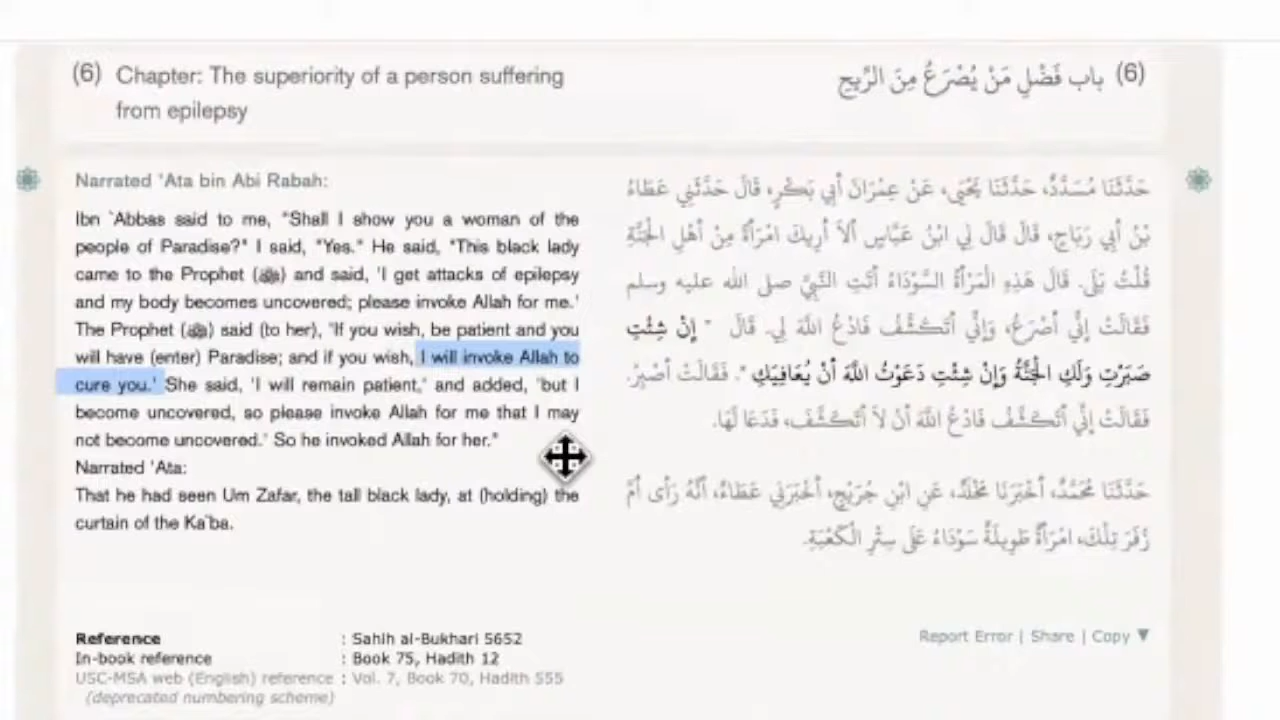 (6) Chapter: The superiority of a person suffering
from epilepsy
(6) باب فَضْلِ مَنْ يُصْرَعُ مِنَ الرِّيحِ
Narrated 'Ata bin Abi Rabah:
Ibn `Abbas said to me, "Shall I show you a woman of the
people of Paradise?" I said, "Yes." He said, "This black lady
came to the Prophet (ﷺ) and said, 'I get attacks of epilepsy
and my body becomes uncovered; please invoke Allah for me.'
The Prophet (ﷺ) said (to her), 'If you wish, be patient and you
will have (enter) Paradise; and if you wish, I will invoke Allah to
cure you.' She said, 'I will remain patient,' and added, 'but I
become uncovered, so please invoke Allah for me that I may
not become uncovered.' So he invoked Allah for her."
Narrated 'Ata:
That he had seen Um Zafar, the tall black lady, at (holding) the
curtain of the Ka`ba.
حَدَّثَنَا مُسَدَّدٌ، حَدَّثَنَا يَحْيَى، عَنْ عِمْرَانَ أَبِي بَكْرٍ، قَالَ حَدَّثَنِي عَطَاءُ
بْنُ أَبِي رَبَاحٍ، قَالَ قَالَ لِي ابْنُ عَبَّاسٍ أَلاَ أُرِيكَ امْرَأَةً مِنْ أَهْلِ الْجَنَّةِ
قُلْتُ بَلَى. قَالَ هَذِهِ الْمَرْأَةُ السَّوْدَاءُ أَتَتِ النَّبِيَّ صلى الله عليه وسلم
فَقَالَتْ إِنِّي أُصْرَعُ، وَإِنِّي أَتَكَشَّفُ فَادْعُ اللَّهَ لِي. قَالَ " إِنْ شِئْتِ
صَبَرْتِ وَلَكِ الْجَنَّةُ وَإِنْ شِئْتِ دَعَوْتُ اللَّهَ أَنْ يُعَافِيَكِ ". فَقَالَتْ أَصْبِرُ.
فَقَالَتْ إِنِّي أَتَكَشَّفُ فَادْعُ اللَّهَ أَنْ لاَ أَتَكَشَّفَ، فَدَعَا لَهَا.
حَدَّثَنَا مُحَمَّدٌ، أَخْبَرَنَا مَخْلَدٌ، عَنِ ابْنِ جُرَيْجٍ، أَخْبَرَنِي عَطَاءٌ، أَنَّهُ رَأَى أُمَّ
زُفَرَ تِلْكَ، امْرَأَةٌ طَوِيلَةٌ سَوْدَاءُ عَلَى سِتْرِ الْكَعْبَةِ.
Reference : Sahih al-Bukhari 5652
In-book reference : Book 75, Hadith 12
USC-MSA web (English) reference : Vol. 7, Book 70, Hadith 555
(deprecated numbering scheme)
Report Error | Share | Copy ▼